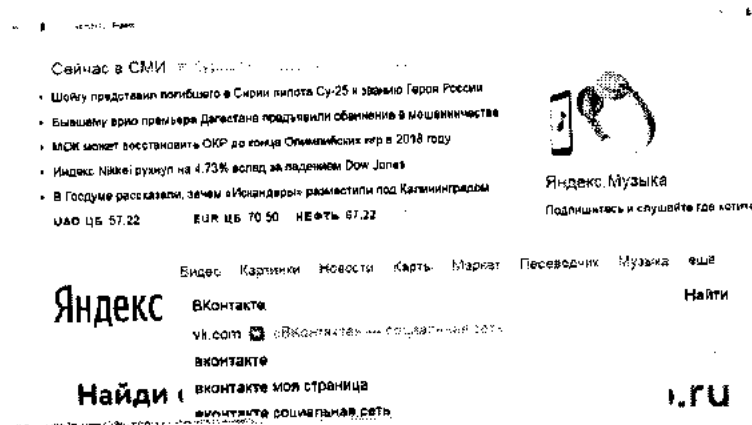 Сейчас в СМИ
Шойгу представил погибшего в Сирии пилота Су-25 к званию Героя России
Бывшему врио премьера Дагестана предъявили обвинение в мошенничестве
МОК может восстановить ОКР до конца Олимпийских игр в 2018 году
Индекс Nikkei рухнул на 4.73% вслед за падением Dow Jones
В Госдуме рассказали, зачем «Искандеры» разместили под Калининградом
USD ЦБ 57.22 EUR ЦБ 70.50 НЕФТЬ 67.22
Яндекс.Музыка
Подпишитесь и слушайте где
Видео Картинки Новости Карты Маркет Переводчик Музыка ещё
Яндекс
ВКонтакте
Найти
vk.com «ВКонтакте» — социальная сеть
вконтакте
вконтакте моя страница
Найди
.ru
вконтакте социальная сеть